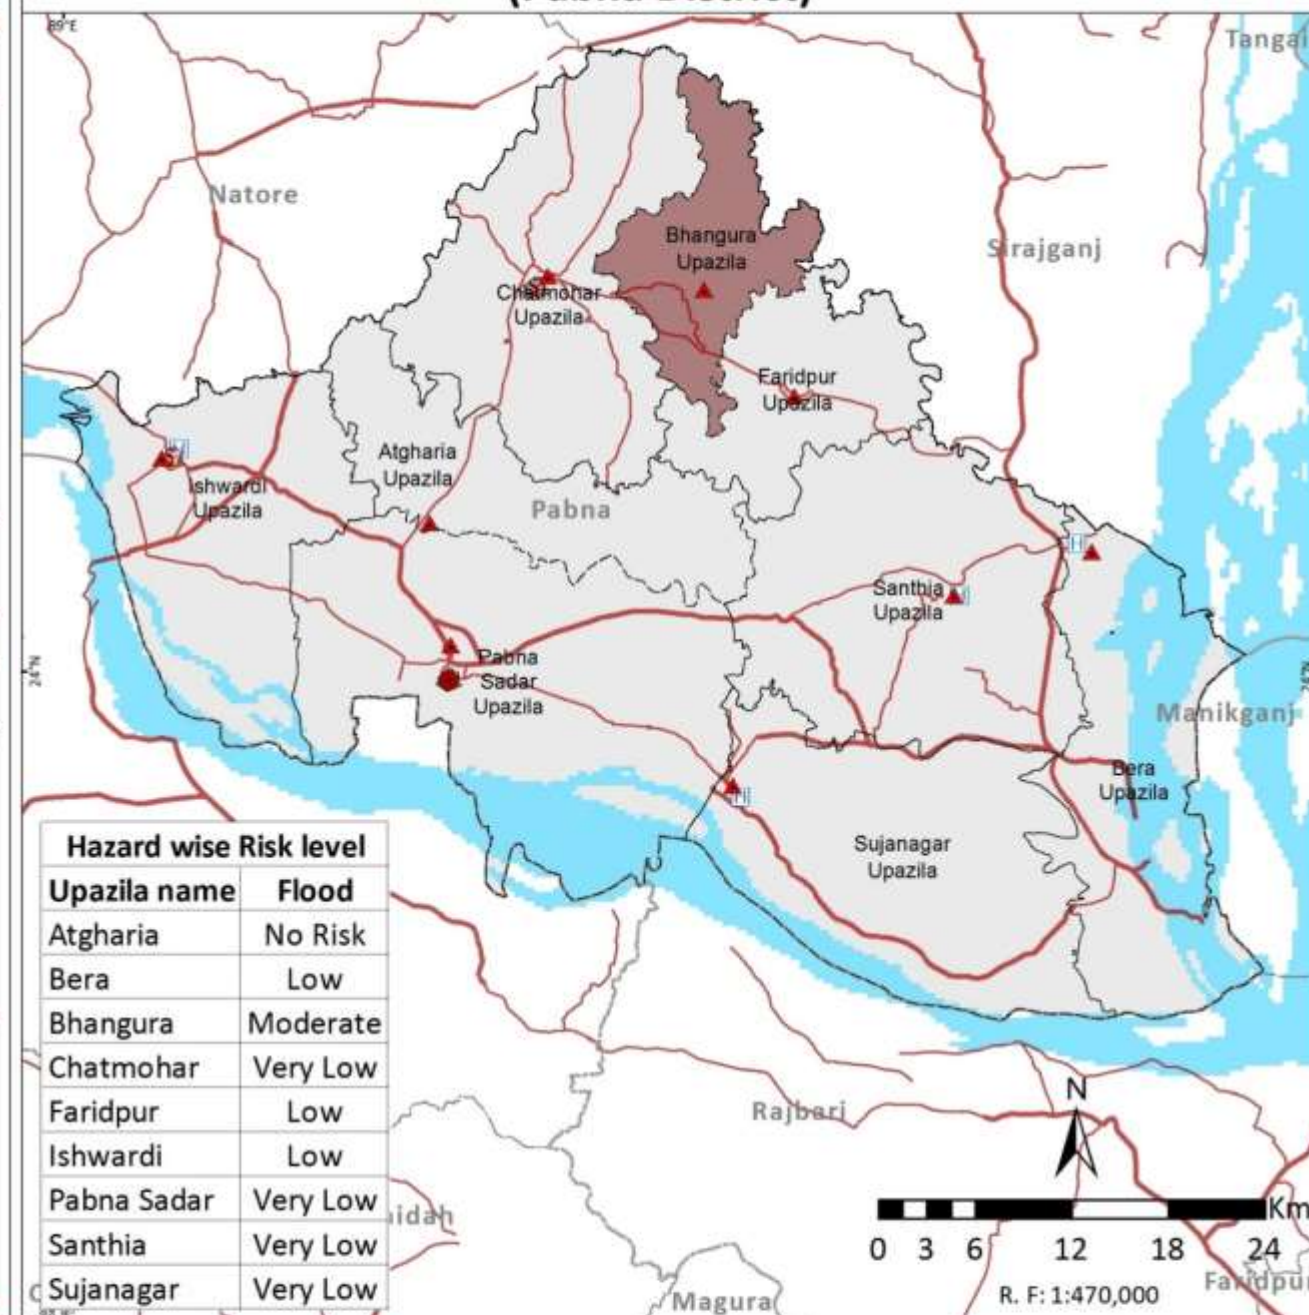 (Pabna District)
89°E
Tangai
Natore
Sirajganj
Bhangura
Upazila
Chatmohar
Upazila
Faridpur
Upazila
Atgharia
Upazila
Ishwardi
Upazila
Pabna
H
Santhia
Upazila
24°N
Pabna
Sadar
Upazila
Manikganj
Bera
Upazila
H
Sujanagar
Upazila
Hazard wise Risk level
Upazila name Flood
Atgharia No Risk
Bera Low
Bhangura Moderate
Chatmohar Very Low
Faridpur Low
Ishwardi Low
Pabna Sadar Very Low
Santhia Very Low
Sujanagar Very Low
Rajbari
N
idah
Km
0 3 6 12 18 24
R. F: 1:470,000
Faridpur
Magura